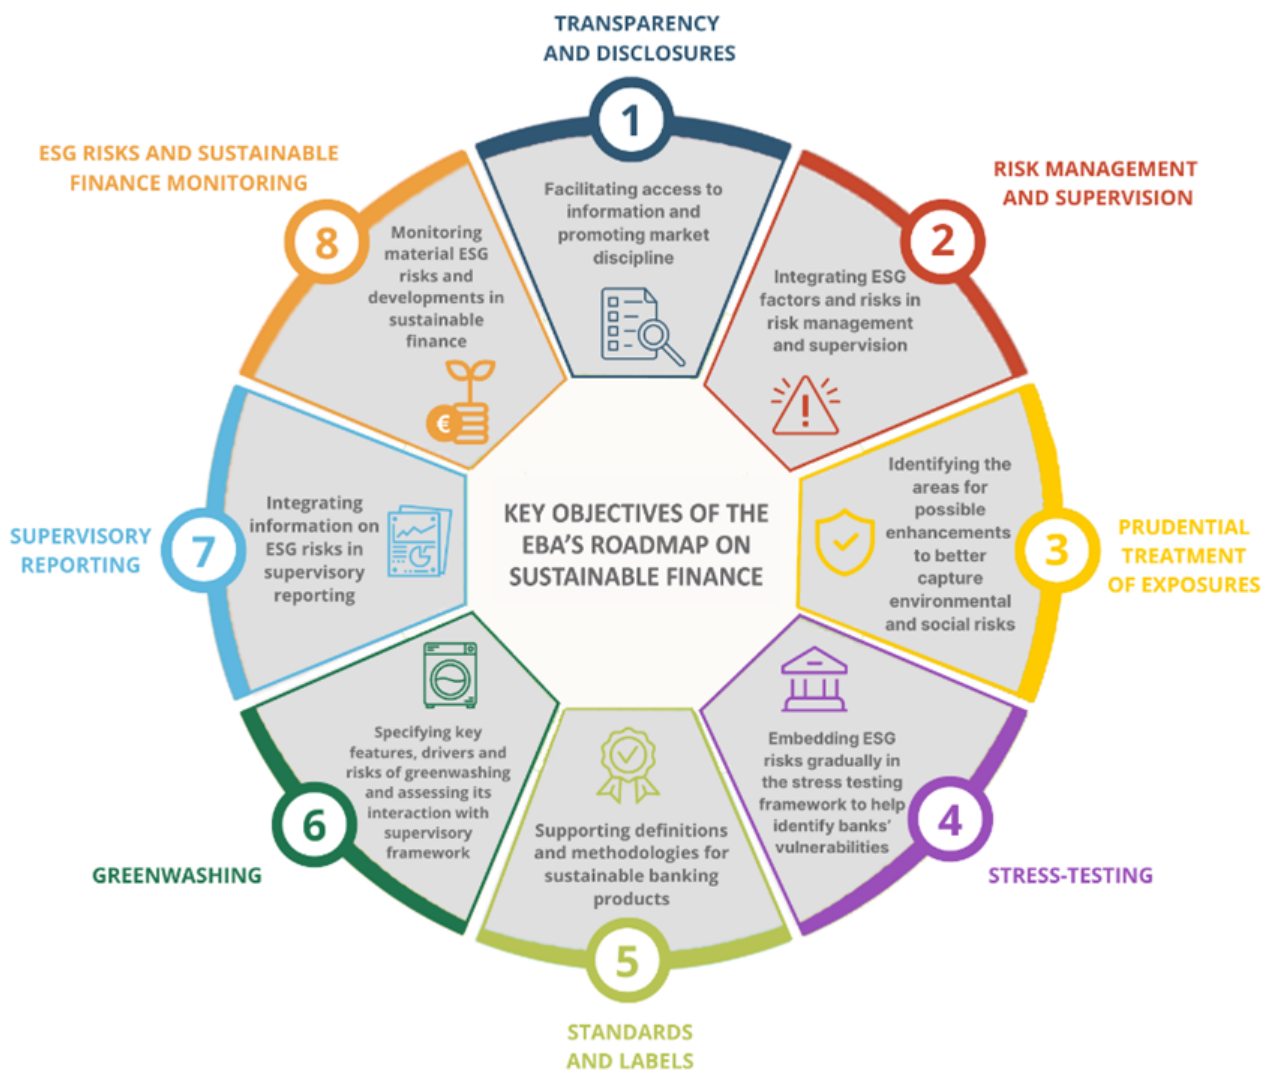 TRANSPARENCY
AND DISCLOSURES
1
Facilitating access to
information and
promoting market
discipline
RISK MANAGEMENT
AND SUPERVISION
2
Integrating ESG
factors and risks in
risk management
and supervision
PRUDENTIAL
TREATMENT
OF EXPOSURES
3
Identifying the
areas for
possible
enhancements
to better
capture
environmental
and social risks
STRESS-TESTING
4
Embedding ESG
risks gradually in
the stress testing
framework to help
identify banks’
vulnerabilities
STANDARDS
AND LABELS
5
Supporting definitions
and methodologies for
sustainable banking
products
GREENWASHING
6
Specifying key
features, drivers and
risks of greenwashing
and assessing its
interaction with
supervisory
framework
SUPERVISORY
REPORTING
7
Integrating
information on
ESG risks in
supervisory
reporting
ESG RISKS AND SUSTAINABLE
FINANCE MONITORING
8
Monitoring
material ESG
risks and
developments in
sustainable
finance
€
KEY OBJECTIVES OF THE
EBA’S ROADMAP ON
SUSTAINABLE FINANCE